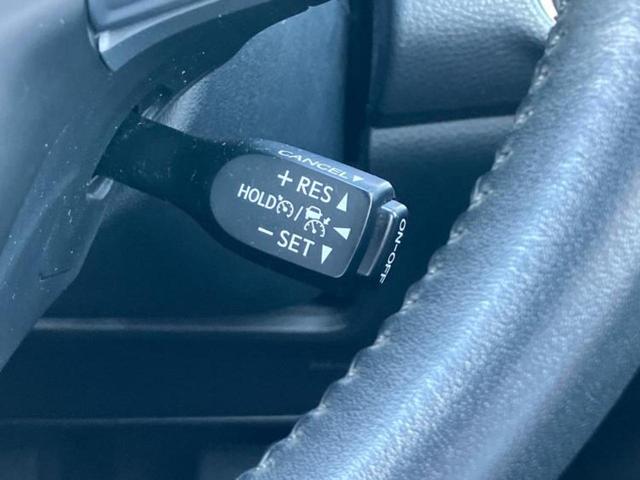 CANCEL▼
+ RES ▲
HOLD /
− SET ▼
ON-OFF